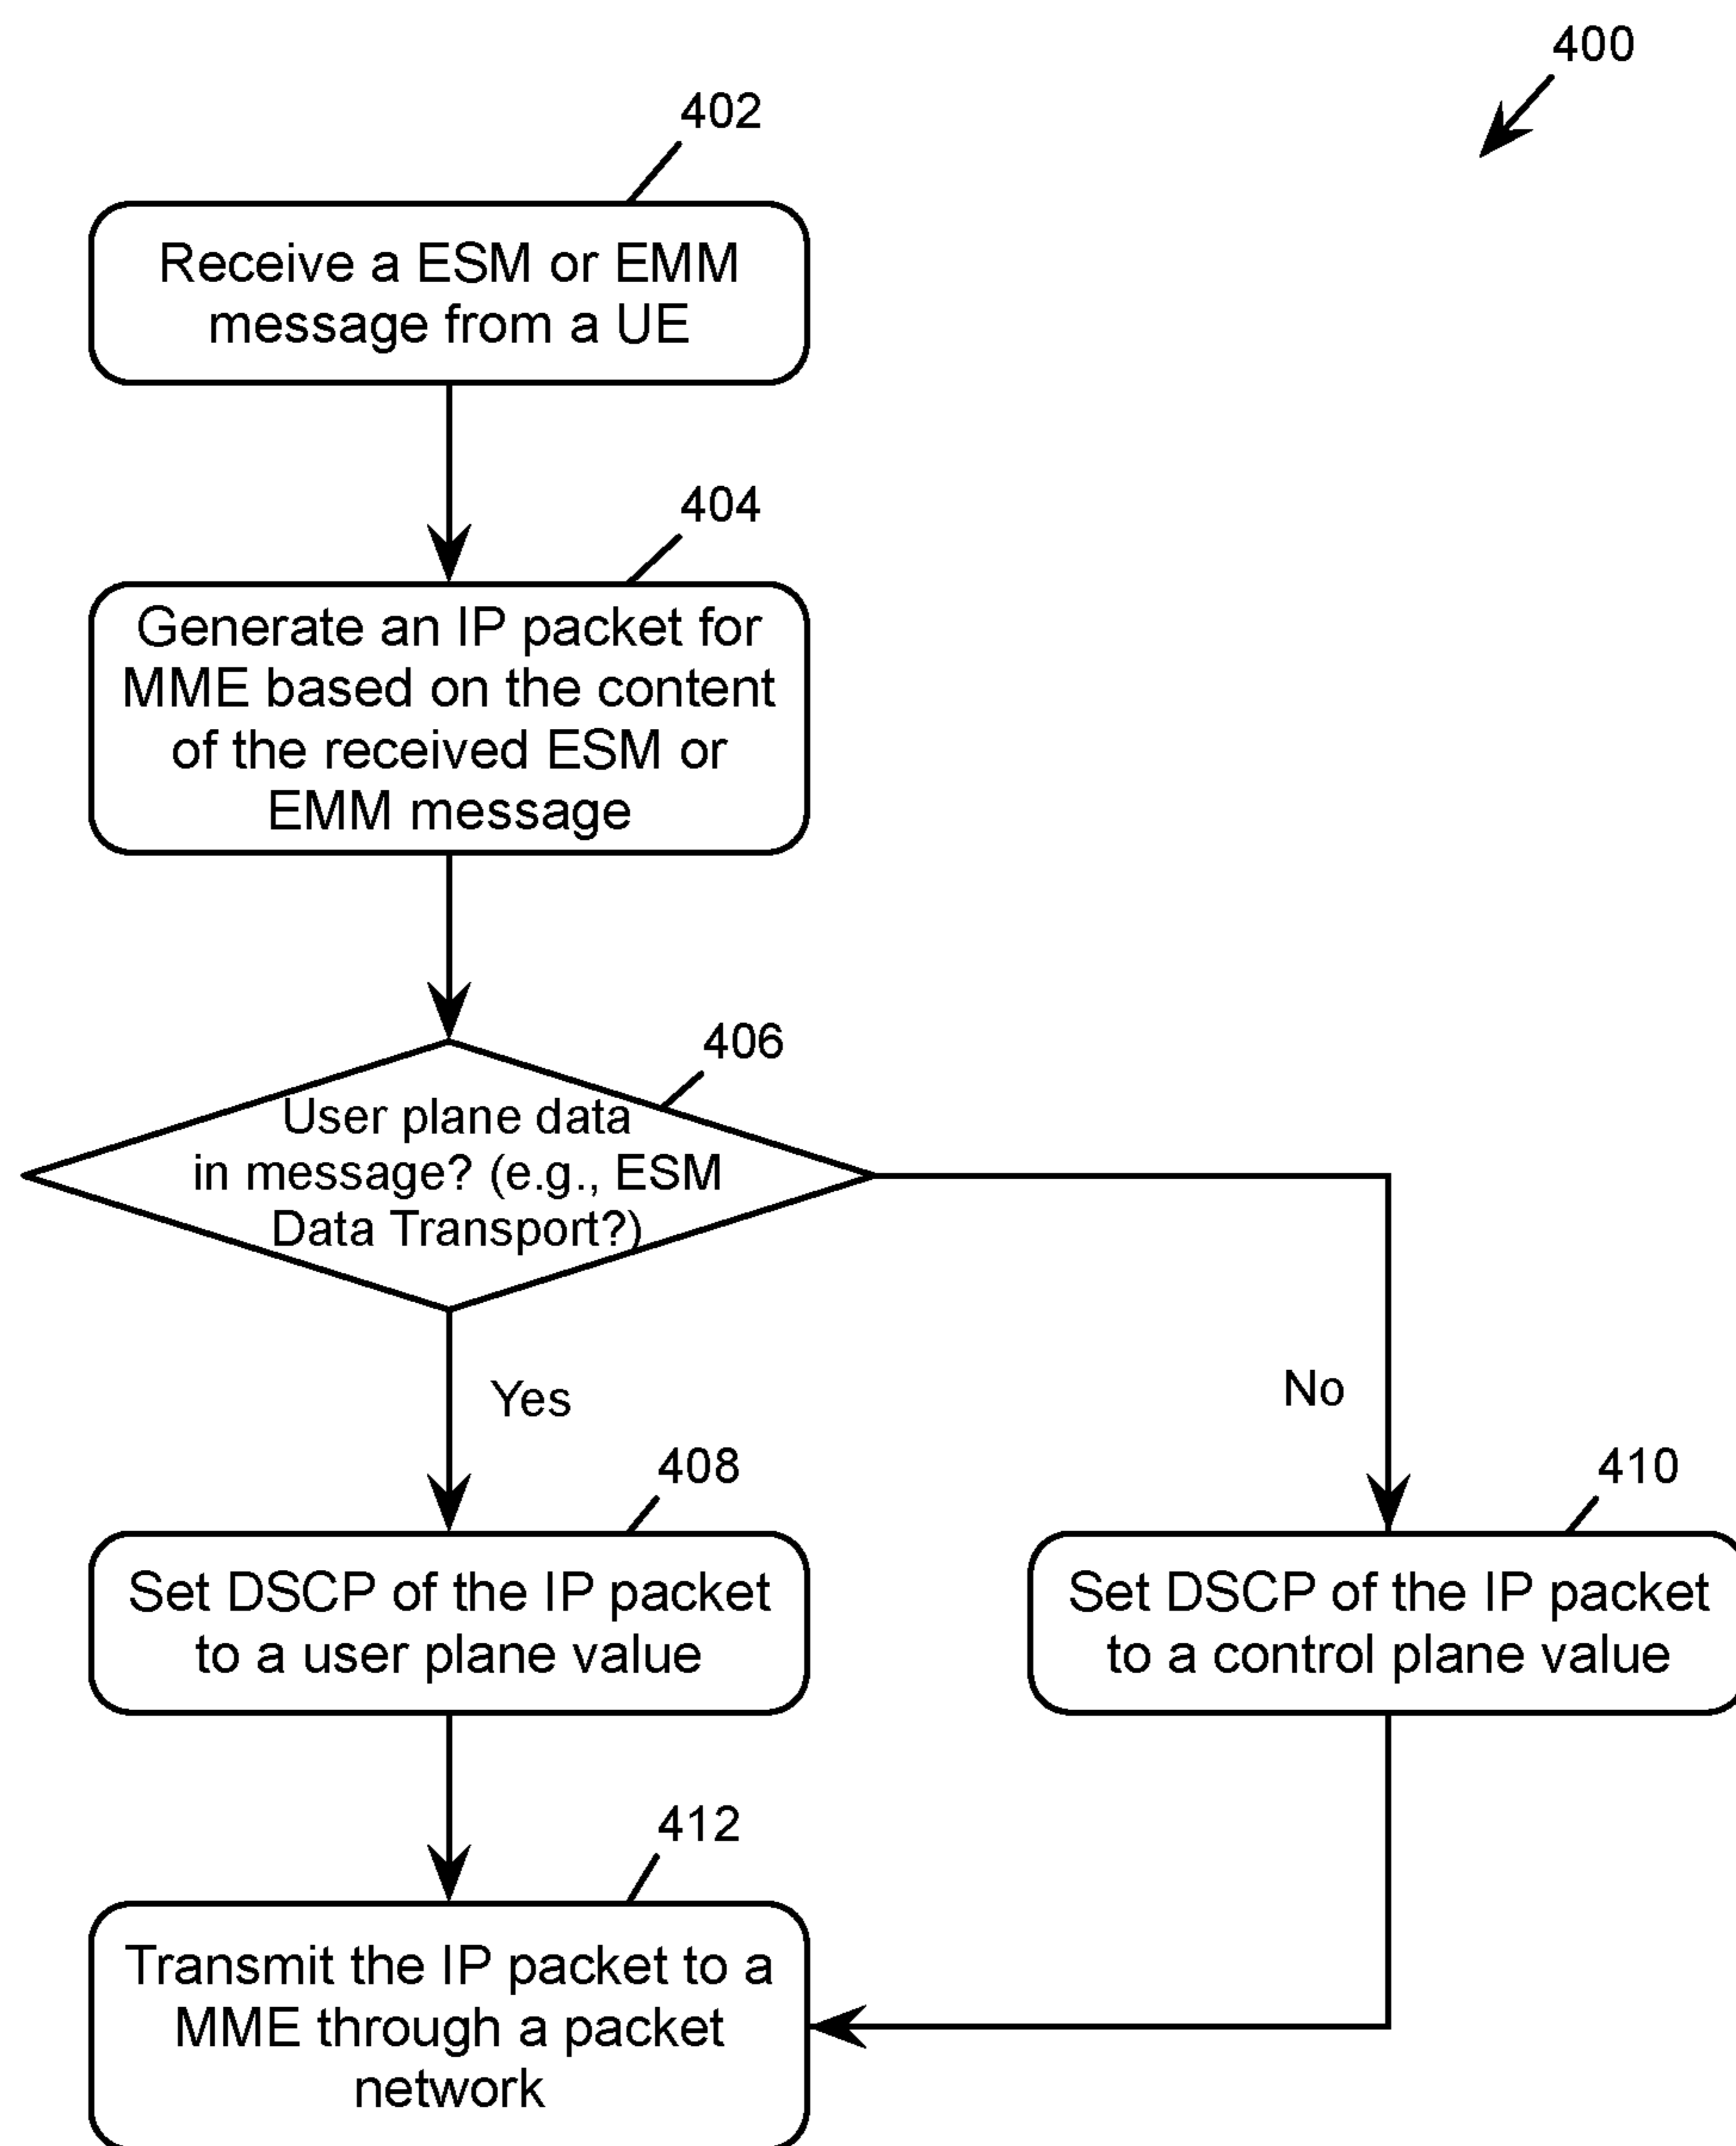 400
402
Receive a ESM or EMM
message from a UE
404
Generate an IP packet for
MME based on the content
of the received ESM or
EMM message
406
User plane data
in message? (e.g., ESM
Data Transport?)
Yes
No
408
Set DSCP of the IP packet
to a user plane value
410
Set DSCP of the IP packet
to a control plane value
412
Transmit the IP packet to a
MME through a packet
network